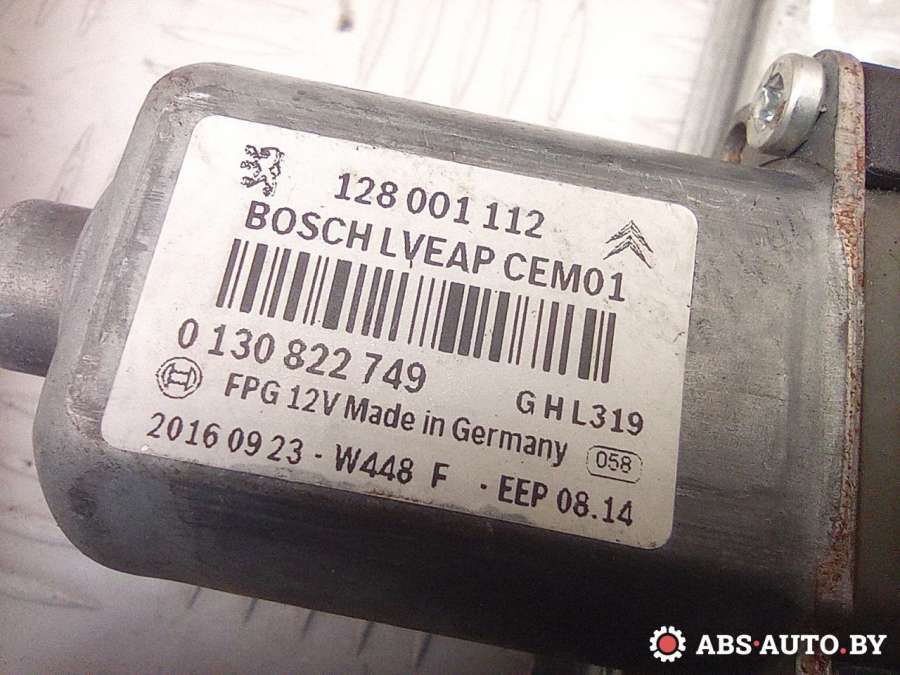 128 001 112
BOSCH LVEAP CEM01
0 130 822 749
G H L319
FPG 12V Made in Germany
058
2016 09 23 - W448 F - EEP 08.14
ABS-AUTO.BY